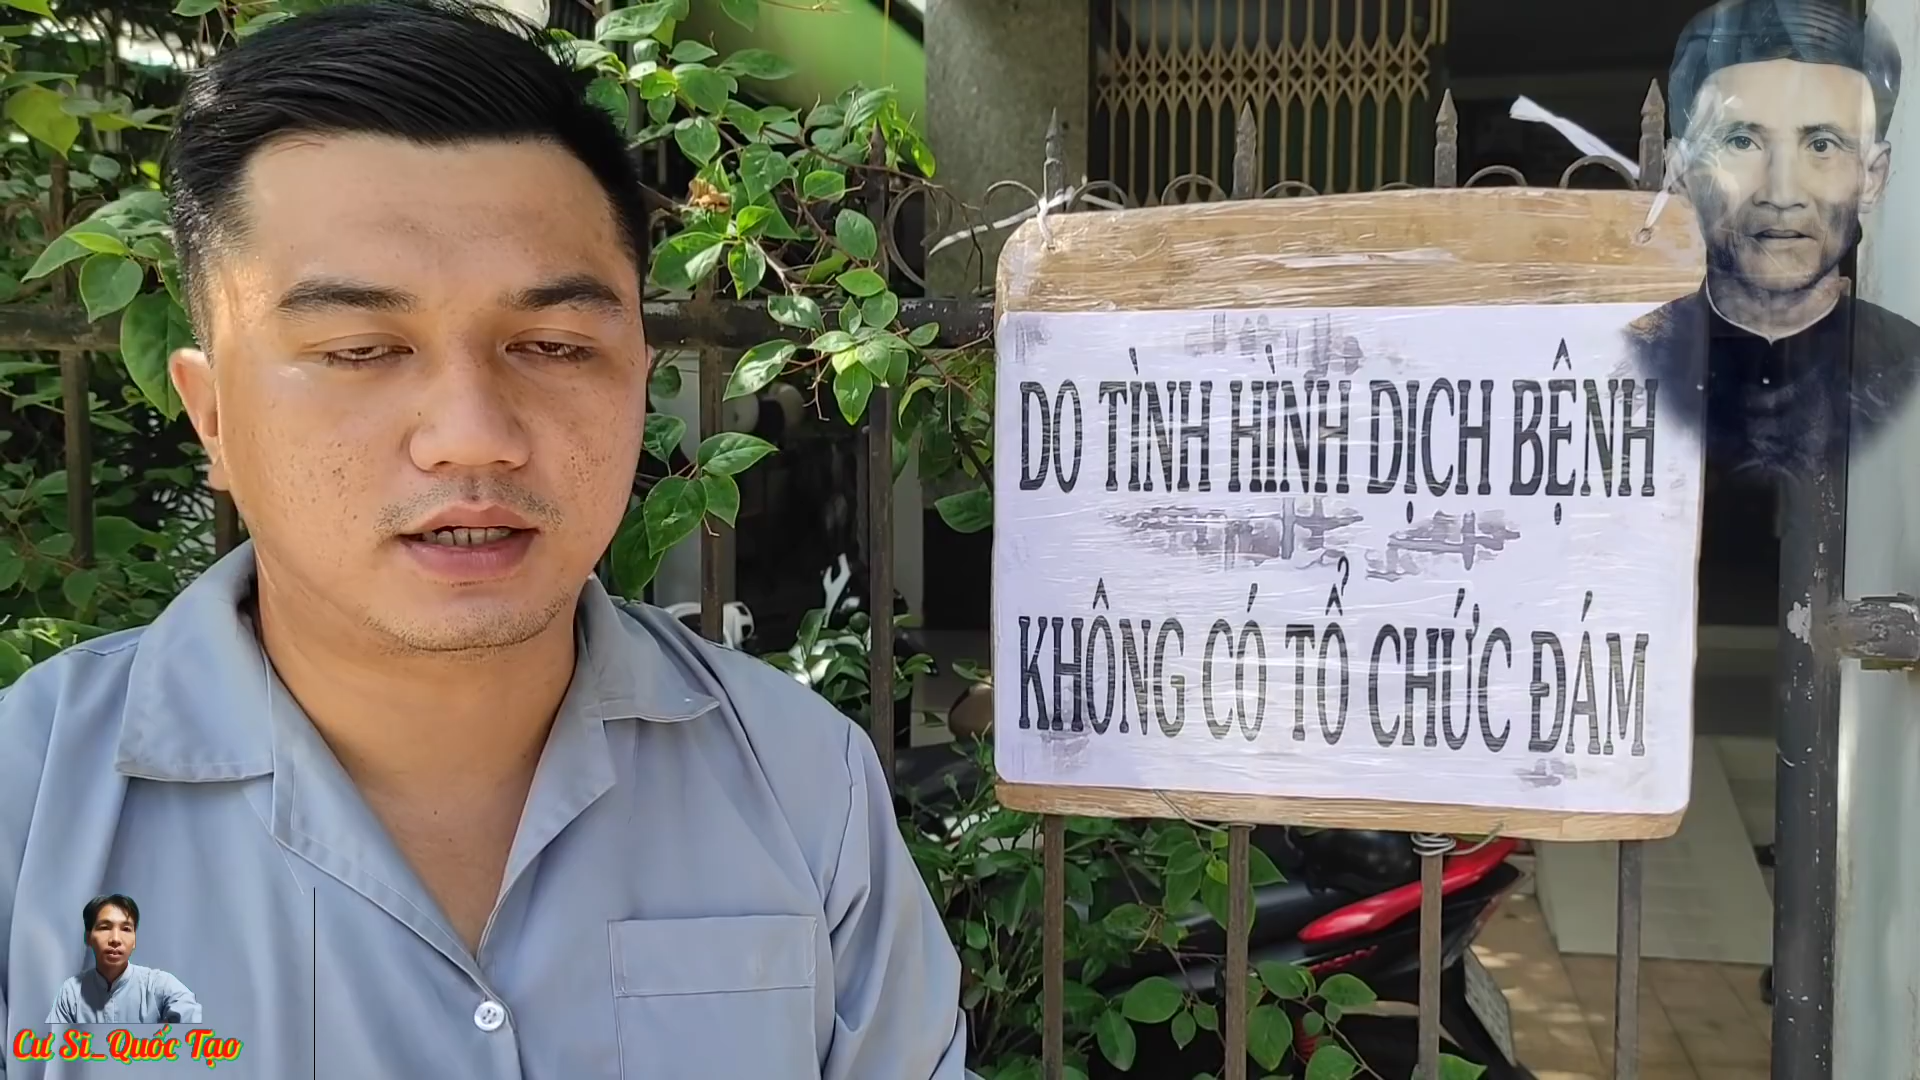 DO TÌNH HÌNH DỊCH BỆNH
KHÔNG CÓ TỔ CHỨC ĐÁM
Cư Sĩ_Quốc Tạo